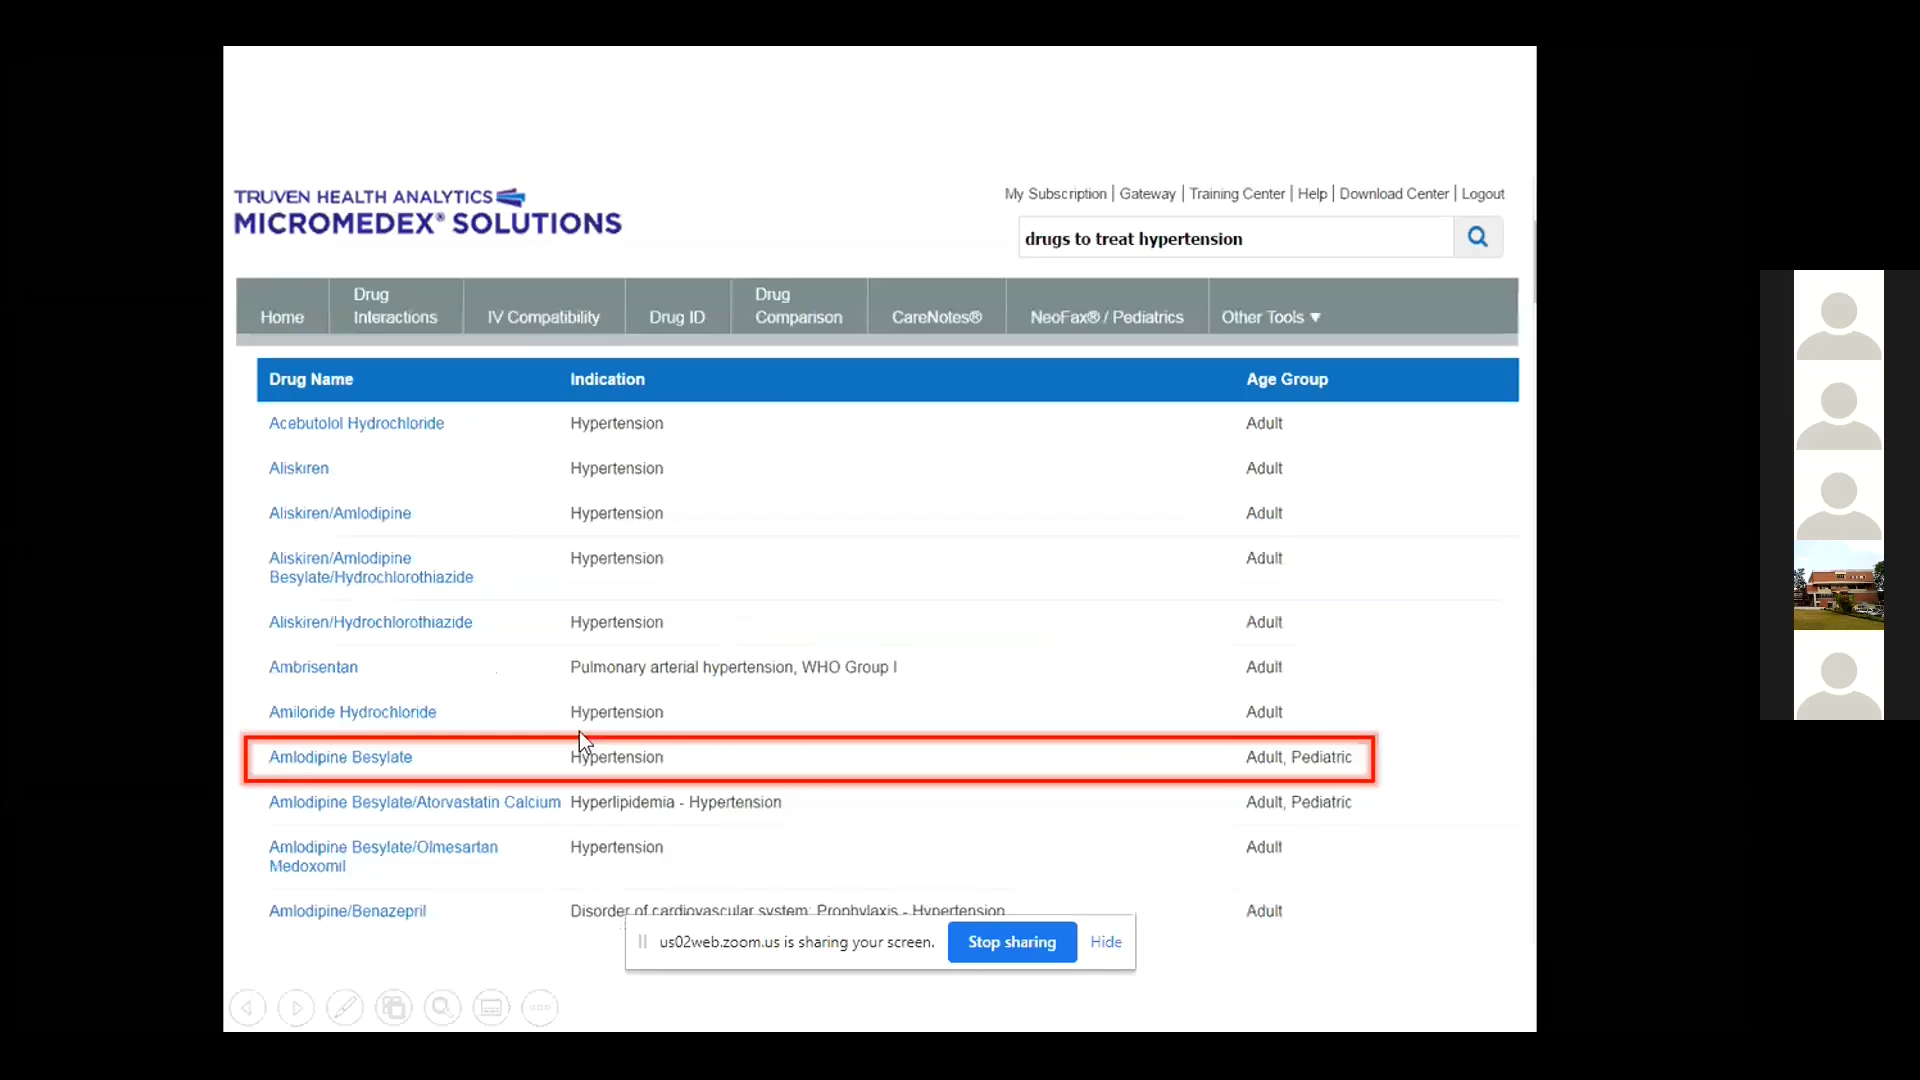 TRUVEN HEALTH ANALYTICS
MICROMEDEX® SOLUTIONS
My Subscription | Gateway | Training Center | Help | Download Center | Logout
drugs to treat hypertension
Home
Drug
Interactions
IV Compatibility
Drug ID
Drug
Comparison
CareNotes®
NeoFax® / Pediatrics
Other Tools ▼
Drug Name Indication Age Group
Acebutolol Hydrochloride Hypertension Adult
Aliskiren Hypertension Adult
Aliskiren/Amlodipine Hypertension Adult
Aliskiren/Amlodipine Hypertension Adult
Besylate/Hydrochlorothiazide
Aliskiren/Hydrochlorothiazide Hypertension Adult
Ambrisentan Pulmonary arterial hypertension, WHO Group I Adult
Amiloride Hydrochloride Hypertension Adult
Amlodipine Besylate Hypertension Adult, Pediatric
Amlodipine Besylate/Atorvastatin Calcium Hyperlipidemia - Hypertension Adult, Pediatric
Amlodipine Besylate/Olmesartan Hypertension Adult
Medoxomil
Amlodipine/Benazepril Disorder of cardiovascular system; Prophylaxis - Hypertension Adult
us02web.zoom.us is sharing your screen. Stop sharing Hide